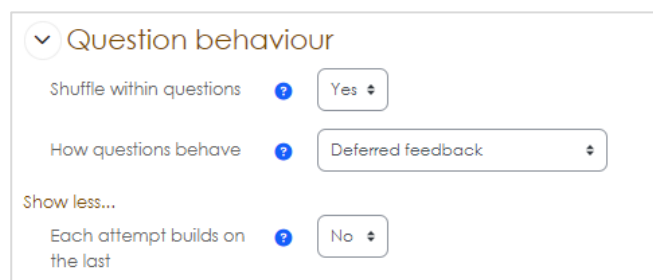 Question behaviour
Shuffle within questions ? Yes
How questions behave ? Deferred feedback
Show less...
Each attempt builds on ? No
the last